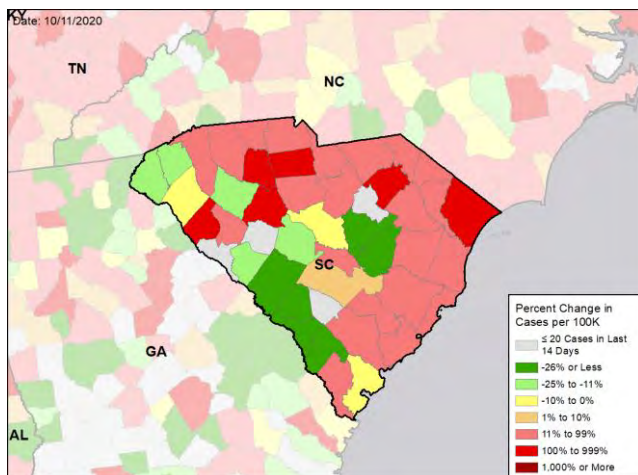 KY
Date: 10/11/2020
TN
NC
SC
GA
AL
Percent Change in
Cases per 100K
≤ 20 Cases in Last
14 Days
-26% or Less
-25% to -11%
-10% to 0%
1% to 10%
11% to 99%
100% to 999%
1,000% or More